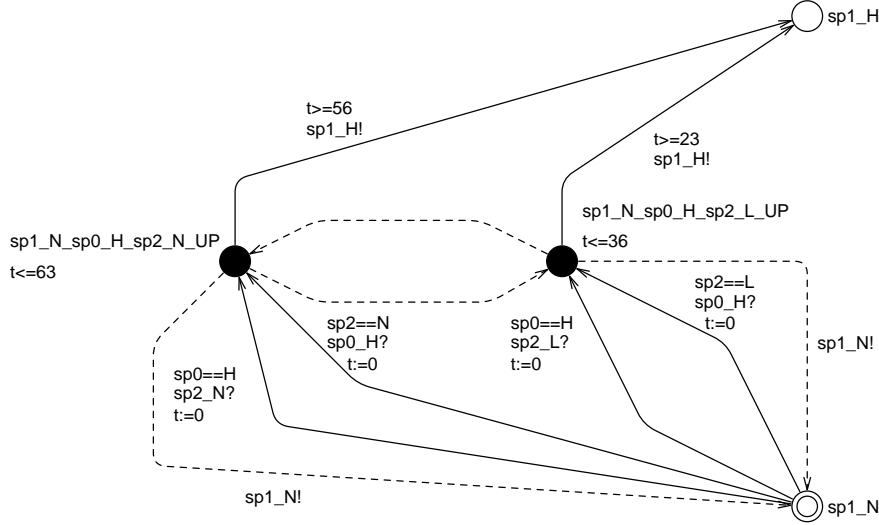 sp1_H
t>=56
sp1_H!
t>=23
sp1_H!
sp1_N_sp0_H_sp2_L_UP
t<=36
sp1_N_sp0_H_sp2_N_UP
t<=63
sp2==L
sp0_H?
t:=0
sp2==N
sp0_H?
t:=0
sp0==H
sp2_L?
t:=0
sp1_N!
sp0==H
sp2_N?
t:=0
sp1_N!
sp1_N